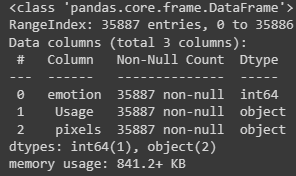 <class 'pandas.core.frame.DataFrame'>
RangeIndex: 35887 entries, 0 to 35886
Data columns (total 3 columns):
 #   Column   Non-Null Count  Dtype
---  ------   --------------  -----
 0   emotion  35887 non-null  int64
 1   Usage    35887 non-null  object
 2   pixels   35887 non-null  object
dtypes: int64(1), object(2)
memory usage: 841.2+ KB